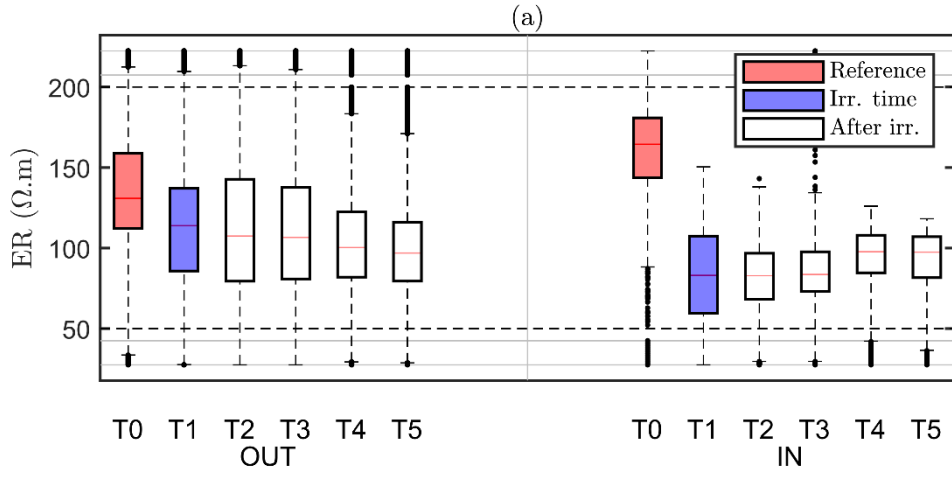 (a)
ER (Ω.m)
200
150
100
50
Reference
Irr. time
After irr.
T0 T1 T2 T3 T4 T5 T0 T1 T2 T3 T4 T5
OUT IN